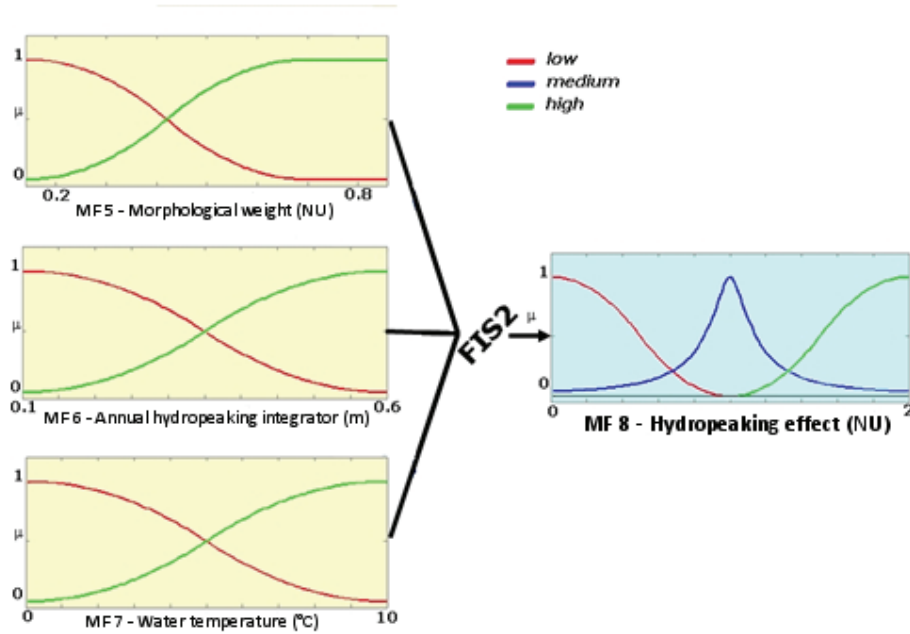 low
medium
high
1
μ
0
0.2 0.8
MF5 - Morphological weight (NU)
1
μ
0
0.1 0.6
MF6 - Annual hydropeaking integrator (m)
1
μ
0
0 10
MF7 - Water temperature (°C)
FIS2
1
μ
0
0 2
MF 8 - Hydropeaking effect (NU)